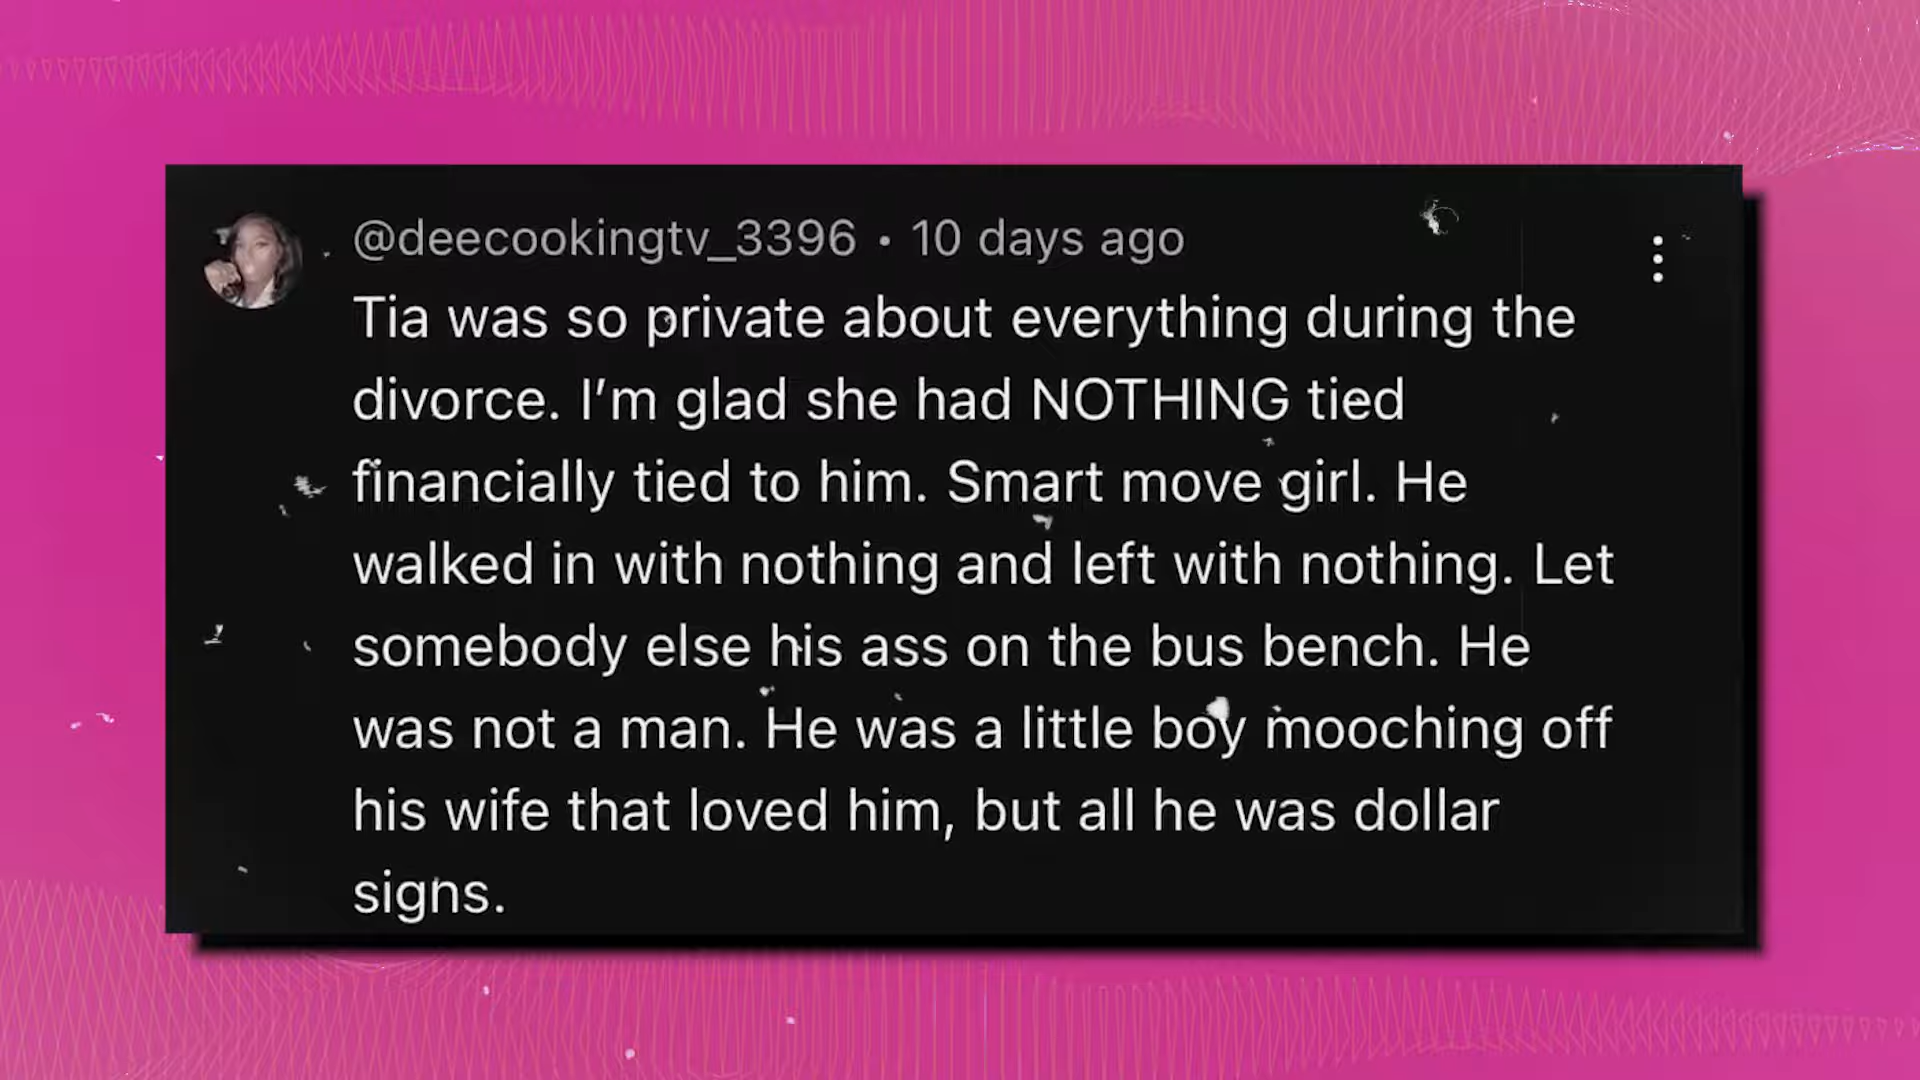 @deecookingtv_3396 • 10 days ago
Tia was so private about everything during the
divorce. I’m glad she had NOTHING tied
financially tied to him. Smart move girl. He
walked in with nothing and left with nothing. Let
somebody else his ass on the bus bench. He
was not a man. He was a little boy mooching off
his wife that loved him, but all he was dollar
signs.